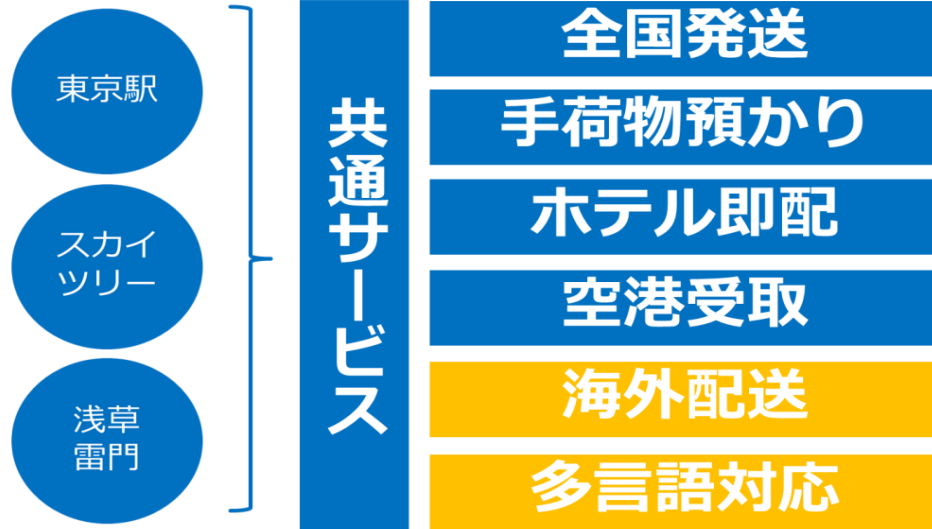 東京駅
スカイ
ツリー
浅草
雷門
共通サービス
全国発送
手荷物預かり
ホテル即配
空港受取
海外配送
多言語対応